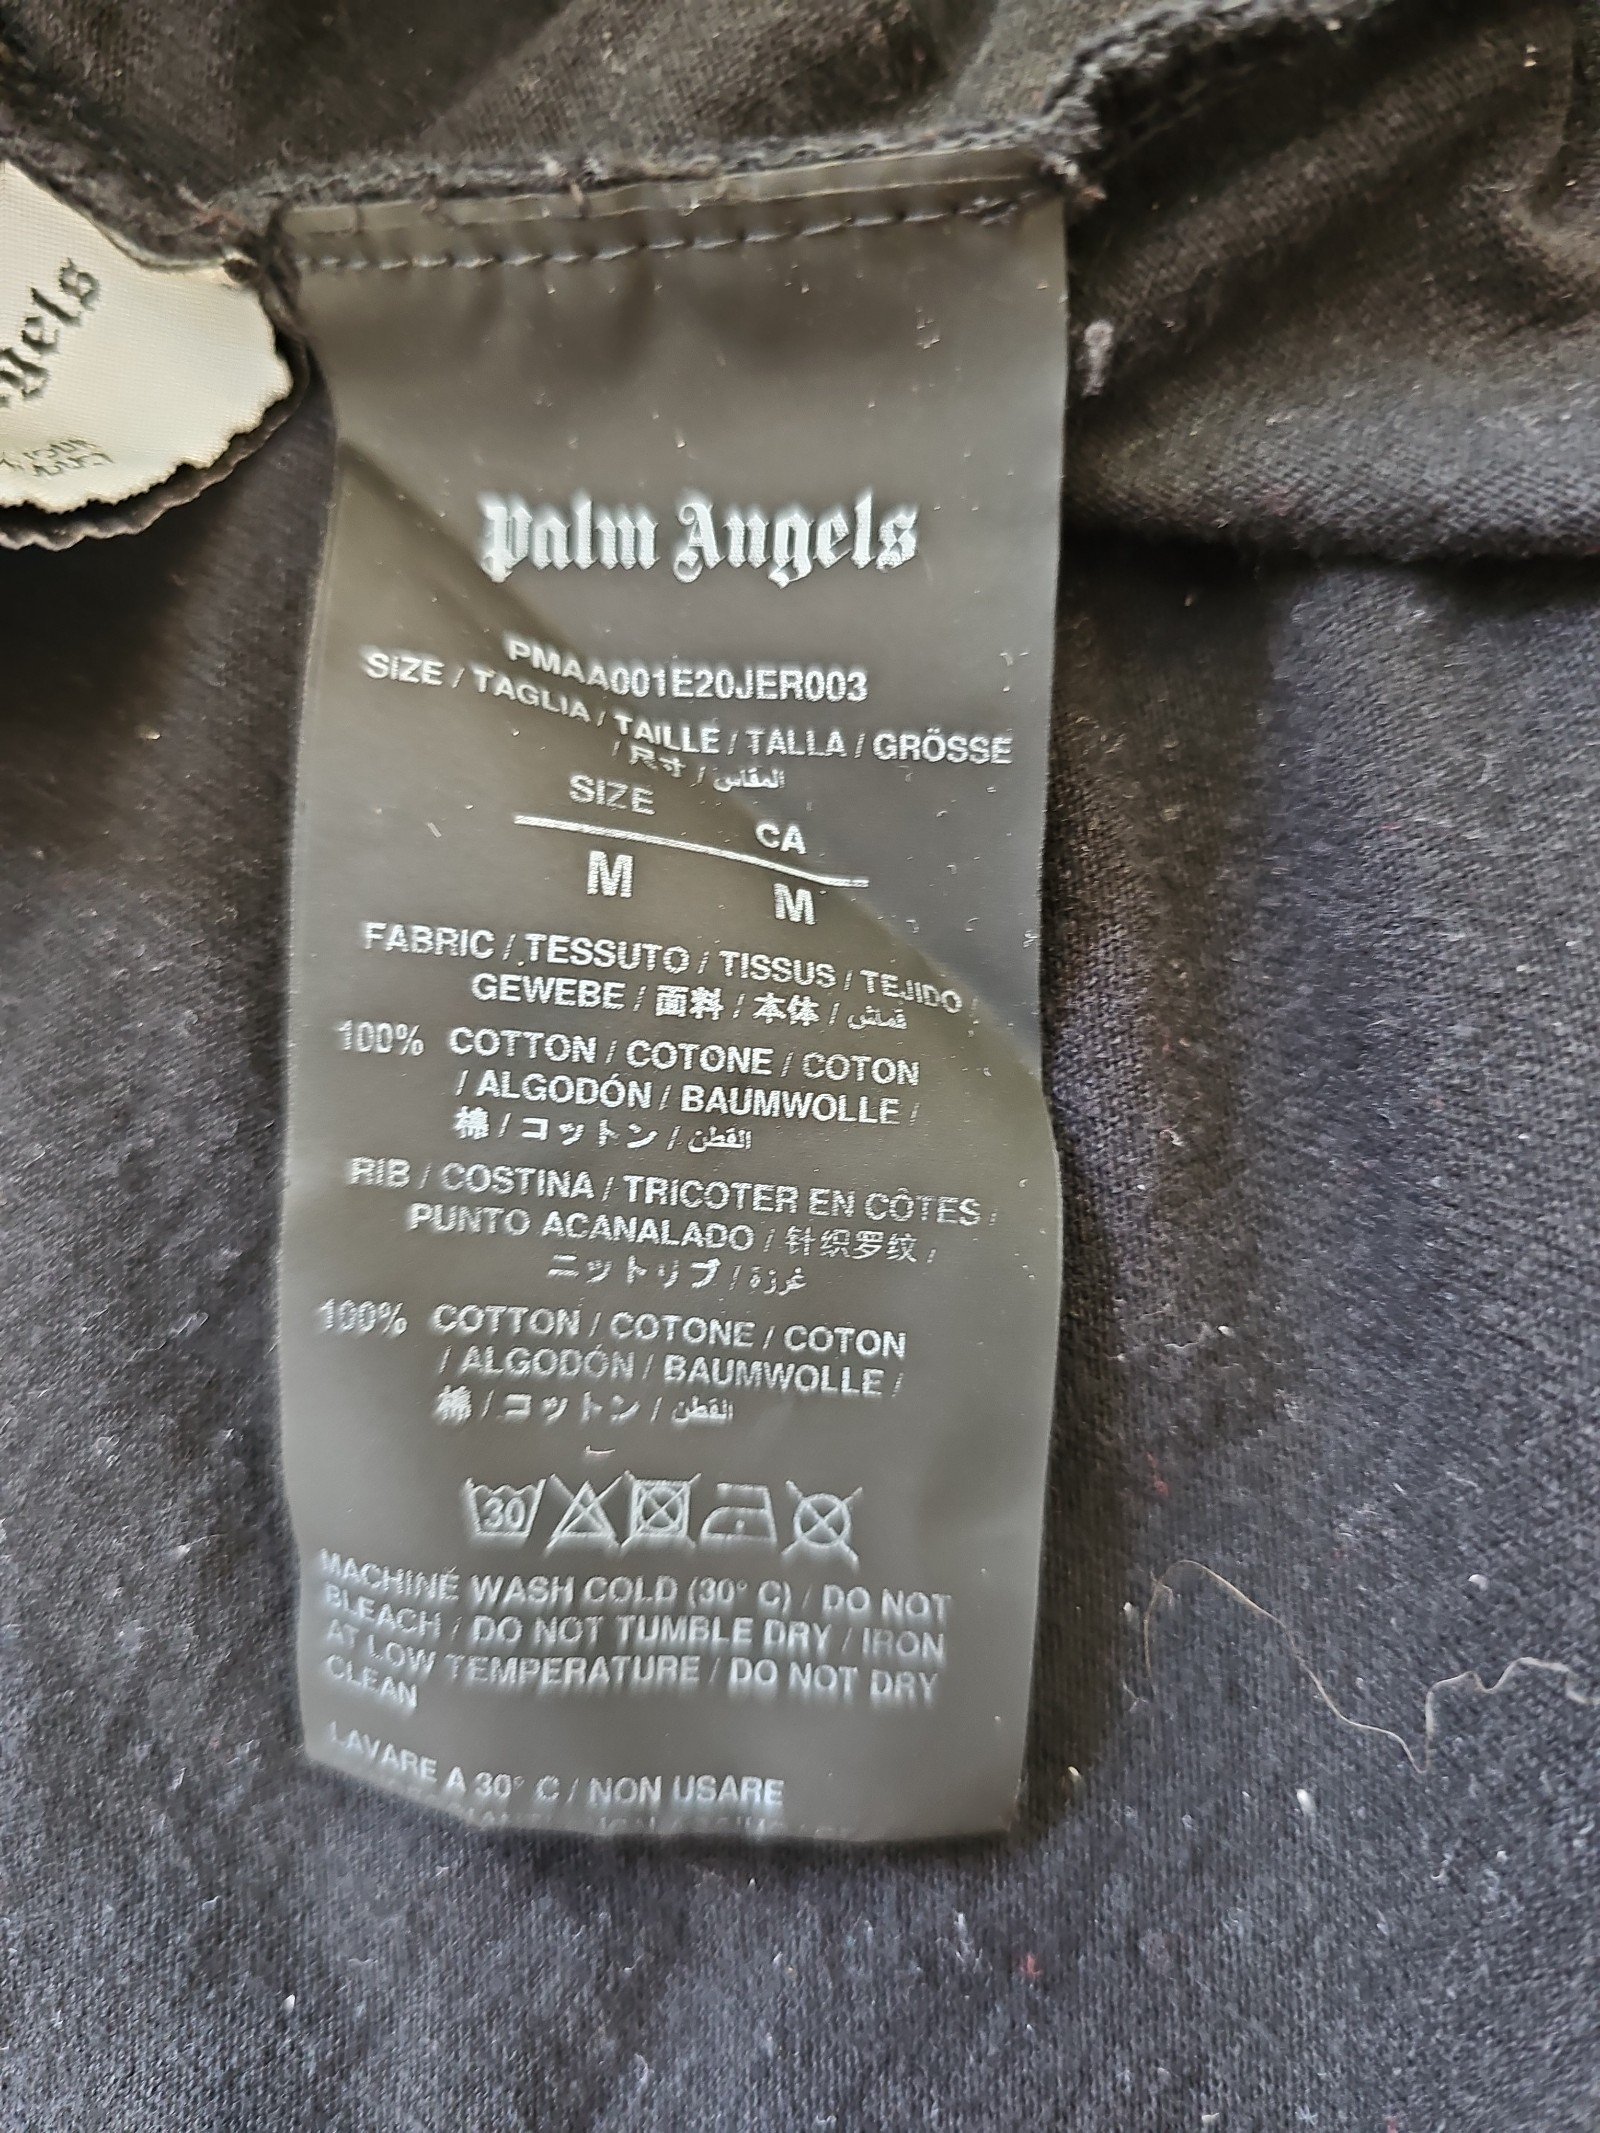 gels
Palm Angels
PMAA001E20JER003
SIZE / TAGLIA / TAILLE / TALLA / GRÖSSE
/ 尺寸 / المقاس
SIZE CA
M M
FABRIC / TESSUTO / TISSUS / TEJIDO /
GEWEBE / 面料 / 本体 / قماش
100% COTTON / COTONE / COTON
/ ALGODÓN / BAUMWOLLE /
棉 / コットン / القطن
RIB / COSTINA / TRICOTER EN CÔTES /
PUNTO ACANALADO / 针织罗纹 /
ニットリブ / غرزة
100% COTTON / COTONE / COTON
/ ALGODÓN / BAUMWOLLE /
棉 / コットン / القطن
30
MACHINE WASH COLD (30° C) / DO NOT
BLEACH / DO NOT TUMBLE DRY / IRON
AT LOW TEMPERATURE / DO NOT DRY
CLEAN
LAVARE A 30° C / NON USARE